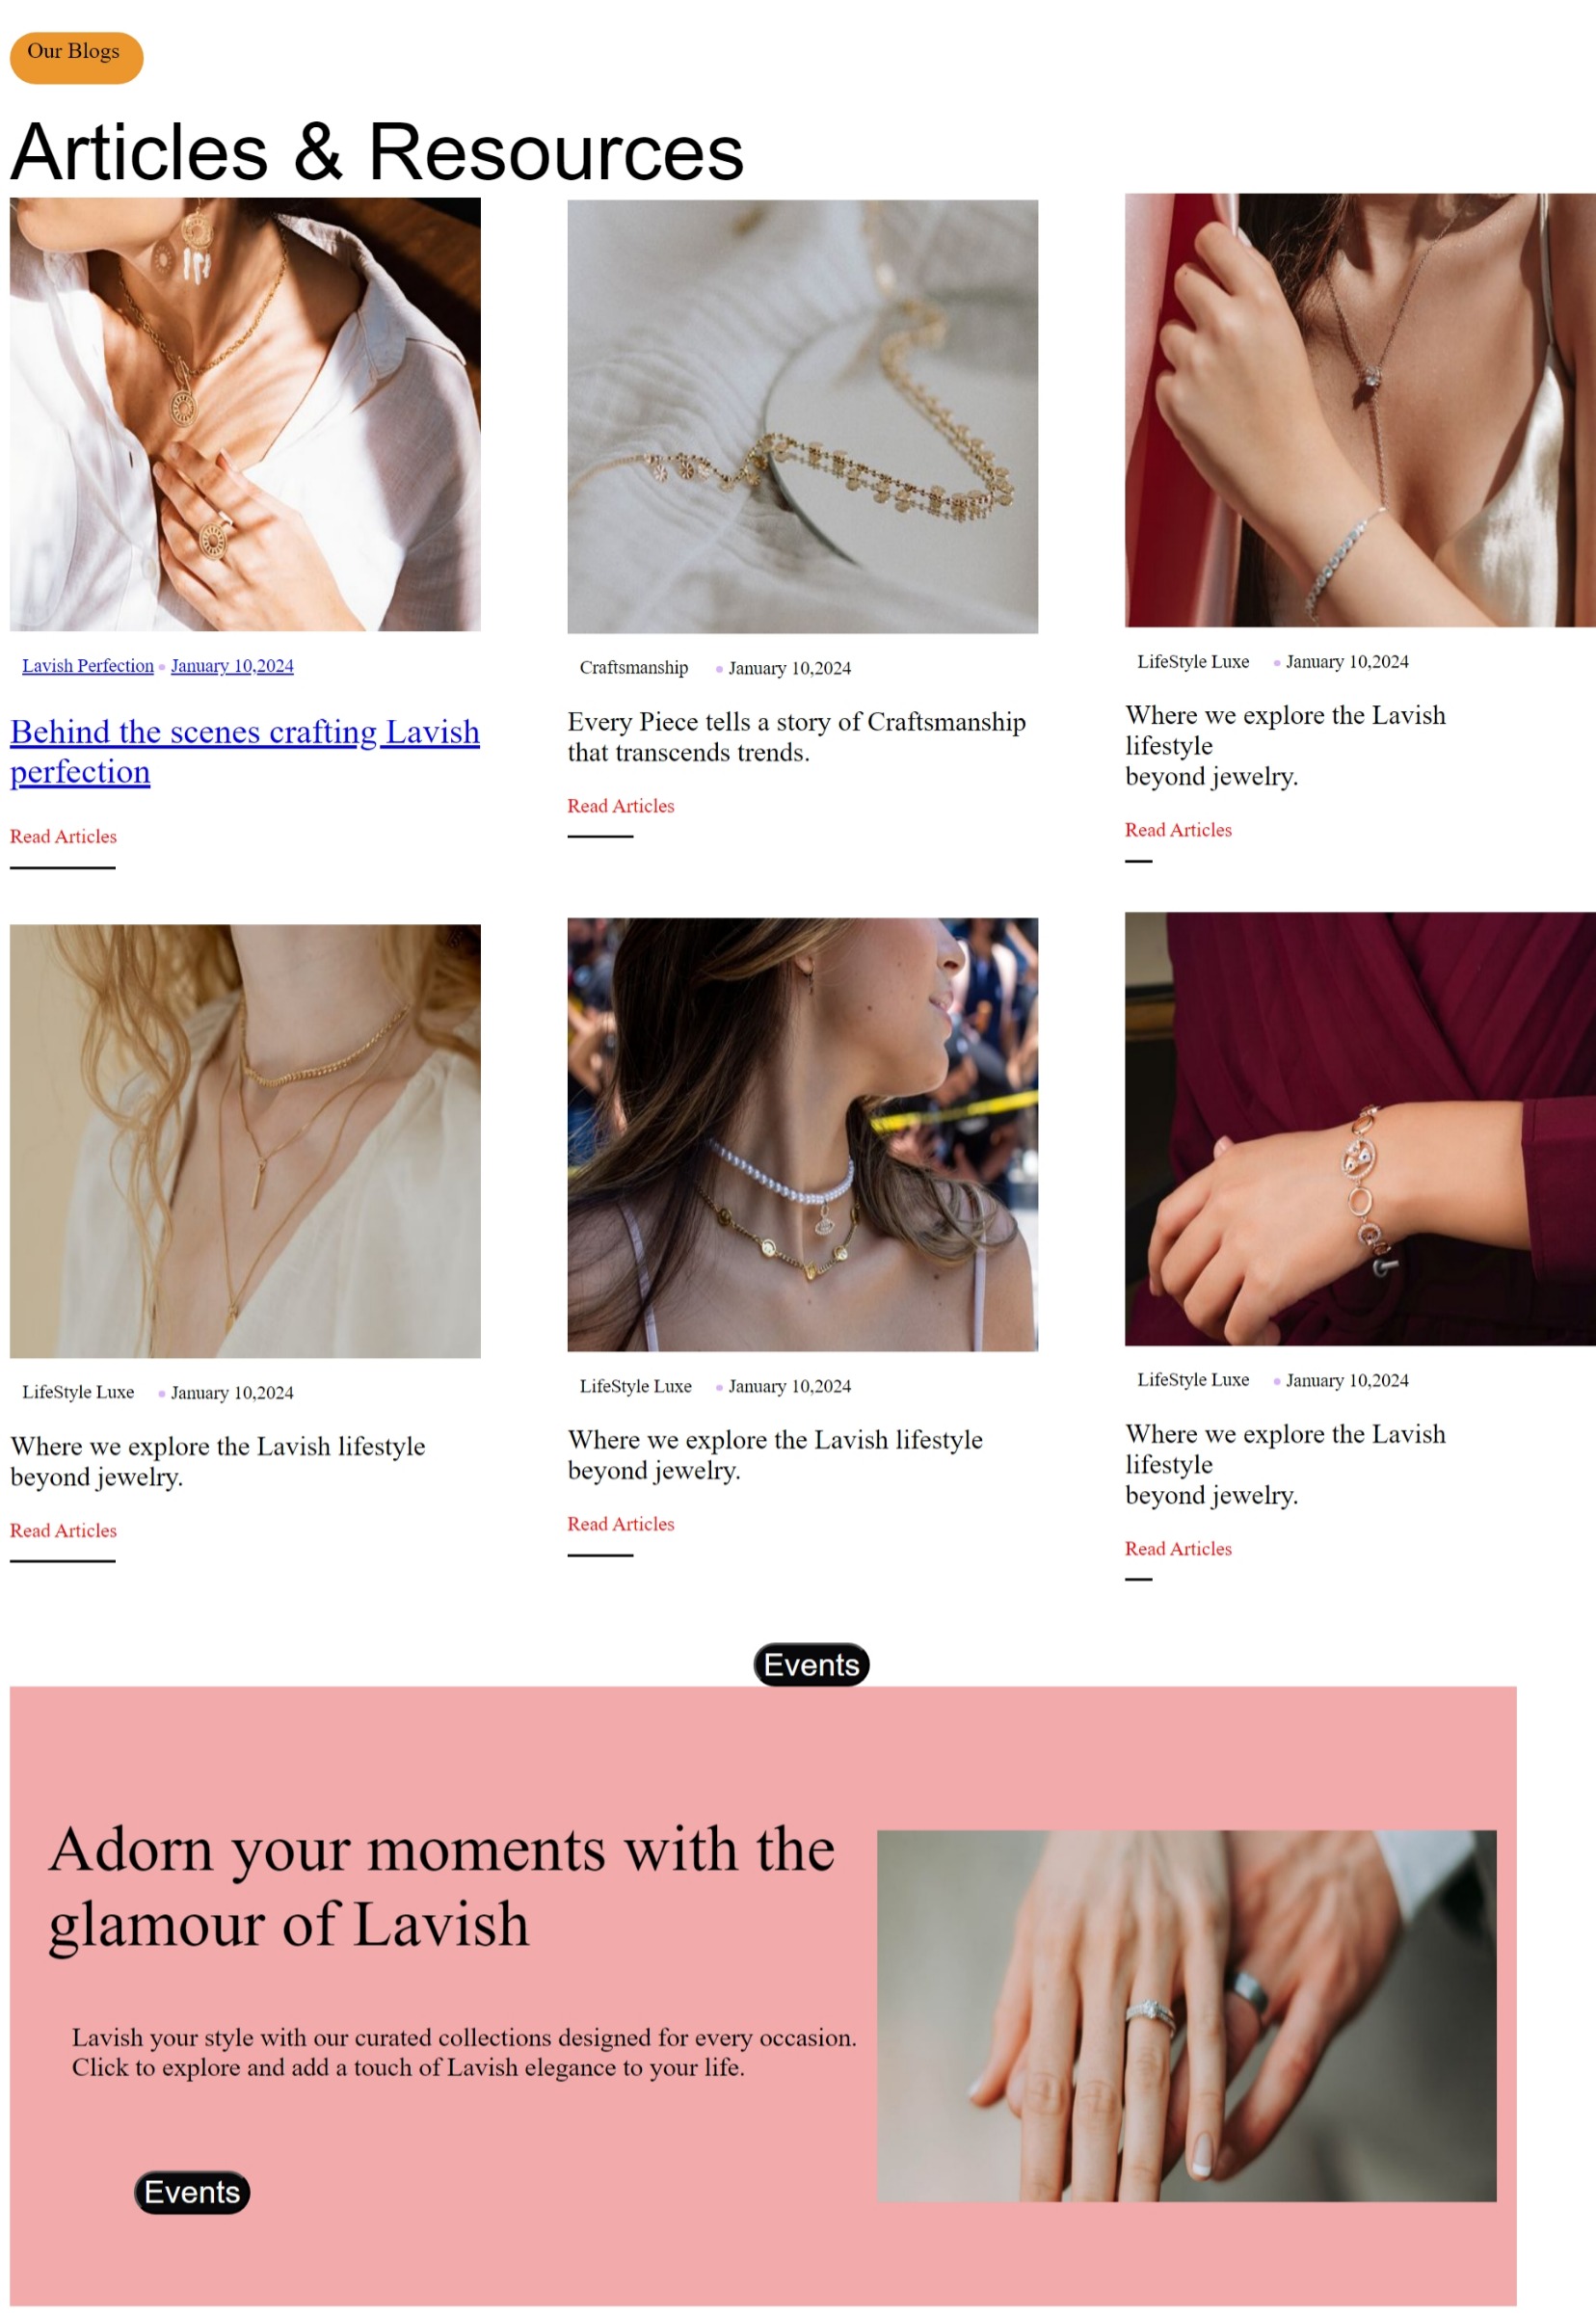 Our Blogs
Articles & Resources
Lavish Perfection January 10,2024
Behind the scenes crafting Lavish
perfection
Read Articles
Craftsmanship January 10,2024
Every Piece tells a story of Craftsmanship
that transcends trends.
Read Articles
LifeStyle Luxe January 10,2024
Where we explore the Lavish
lifestyle
beyond jewelry.
Read Articles
LifeStyle Luxe January 10,2024
Where we explore the Lavish lifestyle
beyond jewelry.
Read Articles
LifeStyle Luxe January 10,2024
Where we explore the Lavish lifestyle
beyond jewelry.
Read Articles
LifeStyle Luxe January 10,2024
Where we explore the Lavish
lifestyle
beyond jewelry.
Read Articles
Events
Adorn your moments with the
glamour of Lavish
Lavish your style with our curated collections designed for every occasion.
Click to explore and add a touch of Lavish elegance to your life.
Events